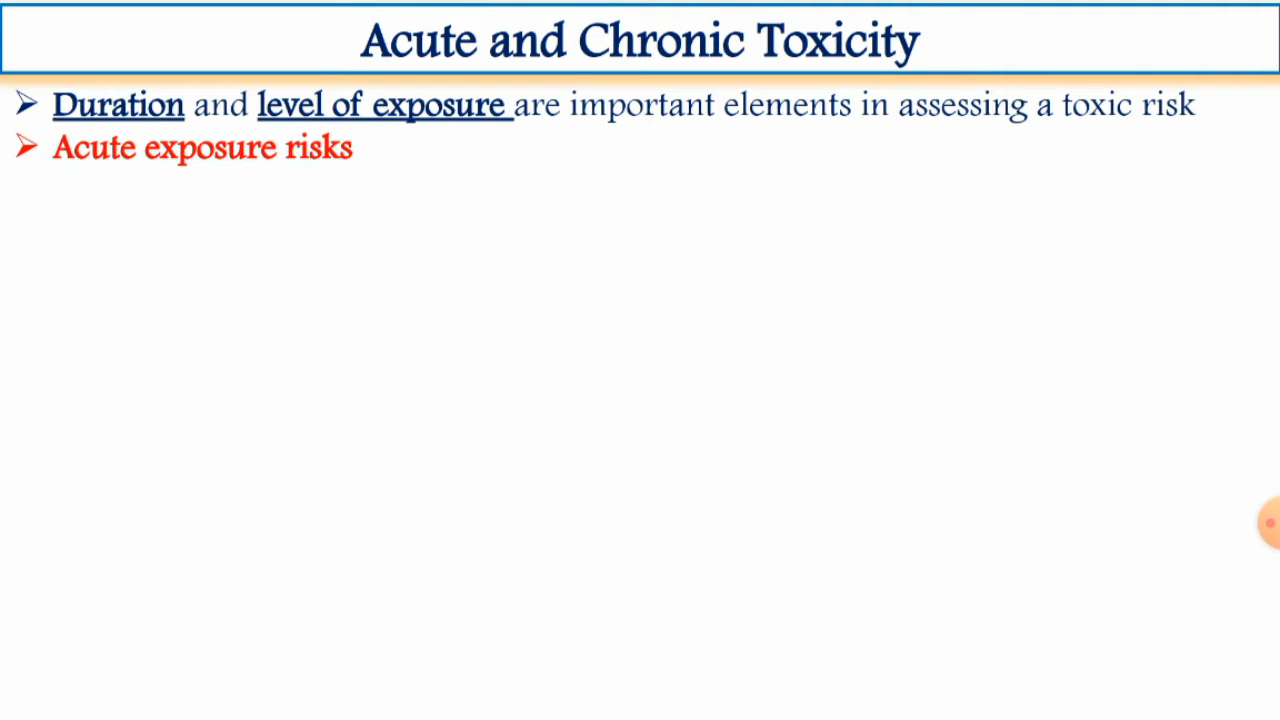 Acute and Chronic Toxicity
➢ Duration and level of exposure are important elements in assessing a toxic risk
➢ Acute exposure risks